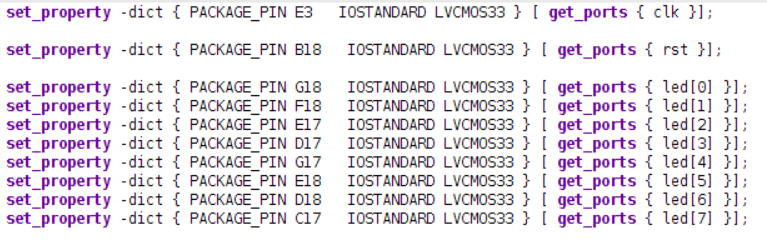 set_property -dict { PACKAGE_PIN E3 IOSTANDARD LVCMOS33 } [ get_ports { clk }];
set_property -dict { PACKAGE_PIN B18 IOSTANDARD LVCMOS33 } [ get_ports { rst }];
set_property -dict { PACKAGE_PIN G18 IOSTANDARD LVCMOS33 } [ get_ports { led[0] }];
set_property -dict { PACKAGE_PIN F18 IOSTANDARD LVCMOS33 } [ get_ports { led[1] }];
set_property -dict { PACKAGE_PIN E17 IOSTANDARD LVCMOS33 } [ get_ports { led[2] }];
set_property -dict { PACKAGE_PIN D17 IOSTANDARD LVCMOS33 } [ get_ports { led[3] }];
set_property -dict { PACKAGE_PIN G17 IOSTANDARD LVCMOS33 } [ get_ports { led[4] }];
set_property -dict { PACKAGE_PIN E18 IOSTANDARD LVCMOS33 } [ get_ports { led[5] }];
set_property -dict { PACKAGE_PIN D18 IOSTANDARD LVCMOS33 } [ get_ports { led[6] }];
set_property -dict { PACKAGE_PIN C17 IOSTANDARD LVCMOS33 } [ get_ports { led[7] }];